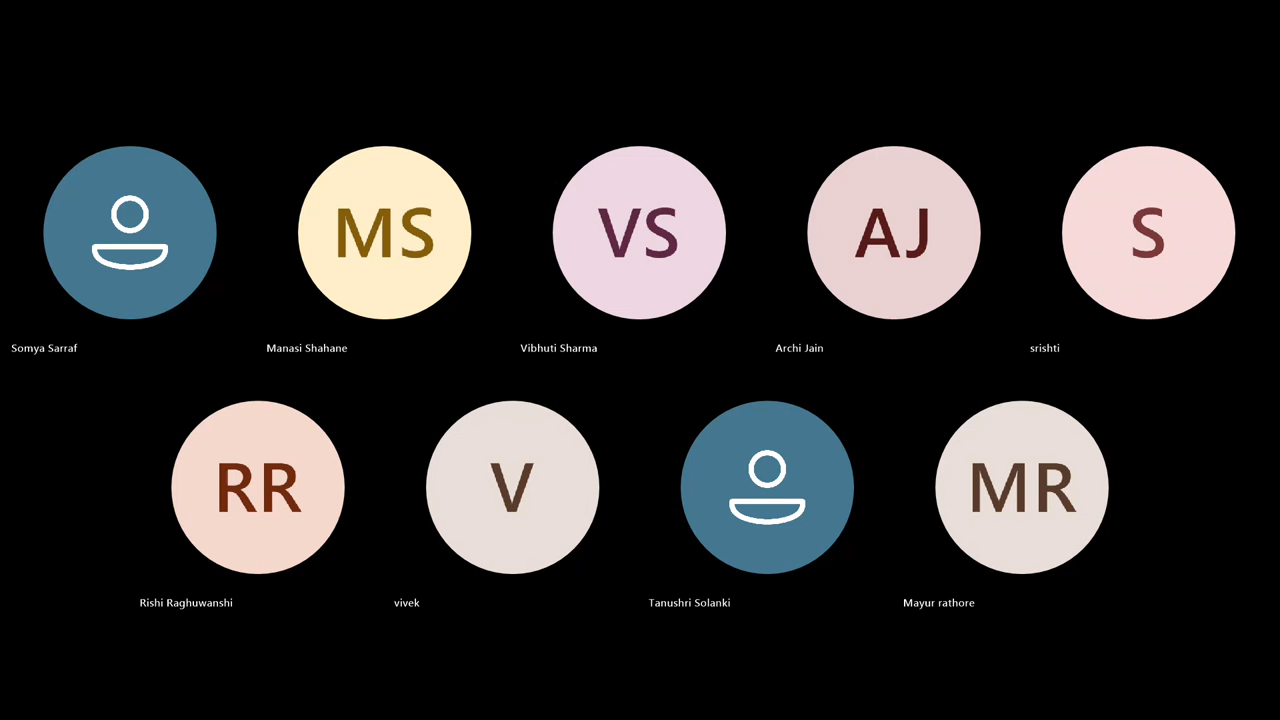 MS VS AJ S
Somya Sarraf Manasi Shahane Vibhuti Sharma Archi Jain srishti
RR V MR
Rishi Raghuwanshi vivek Tanushri Solanki Mayur rathore